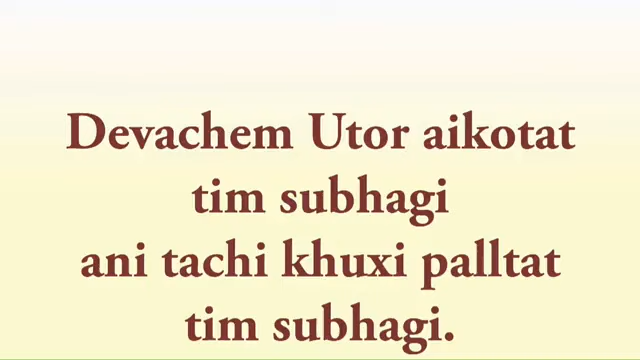 Devachem Utor aikotat
tim subhagi
ani tachi khuxi palltat
tim subhagi.